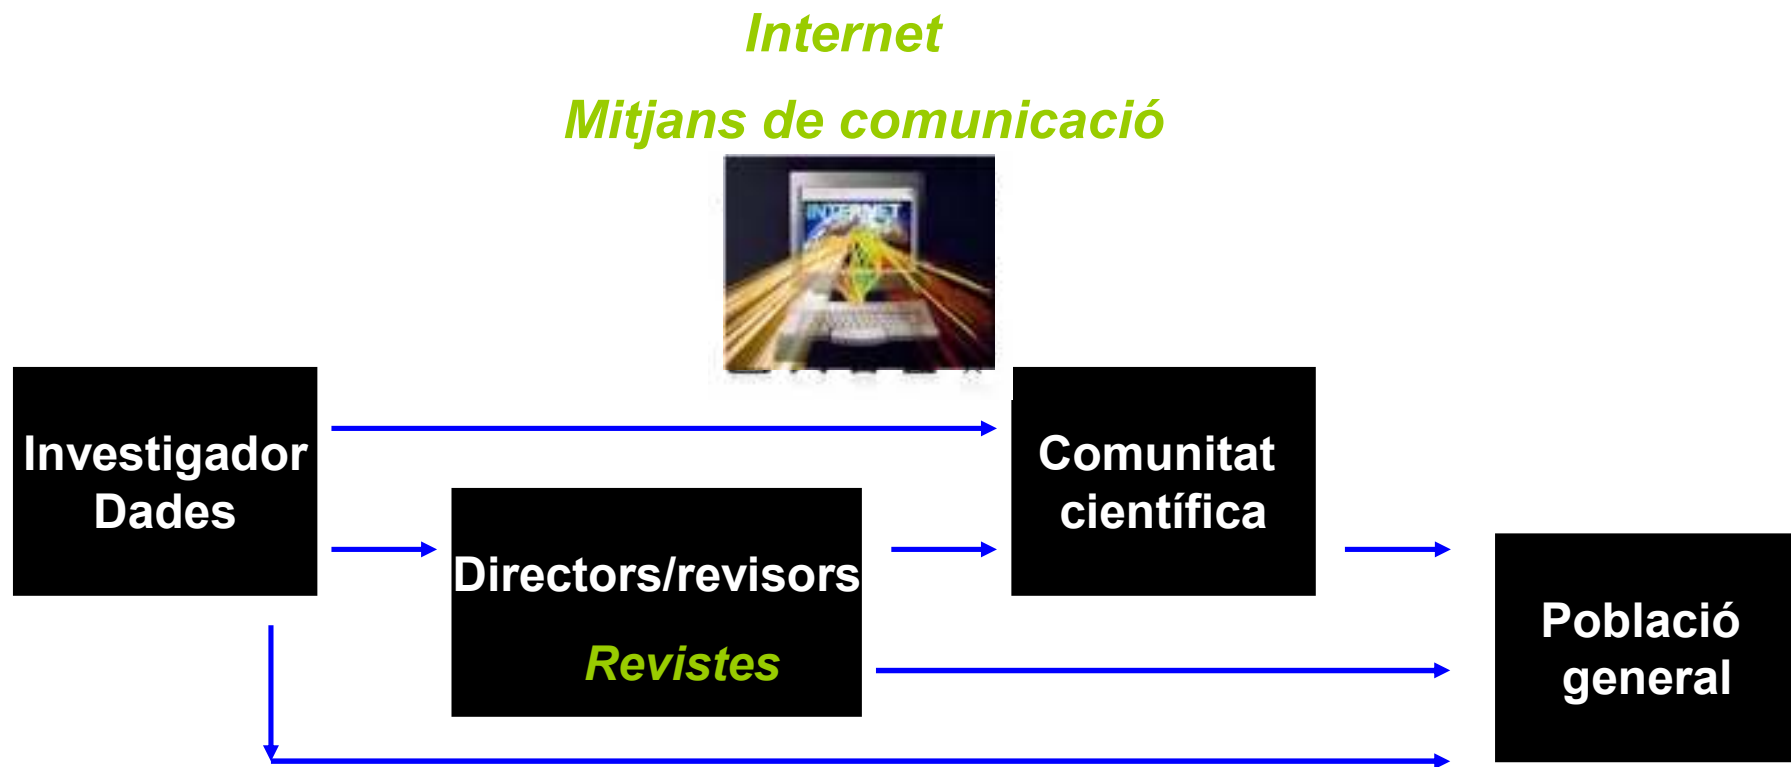 Internet
Mitjans de comunicació
INTERNET
Investigador
Dades
Directors/revisors
Revistes
Comunitat
científica
Població
general